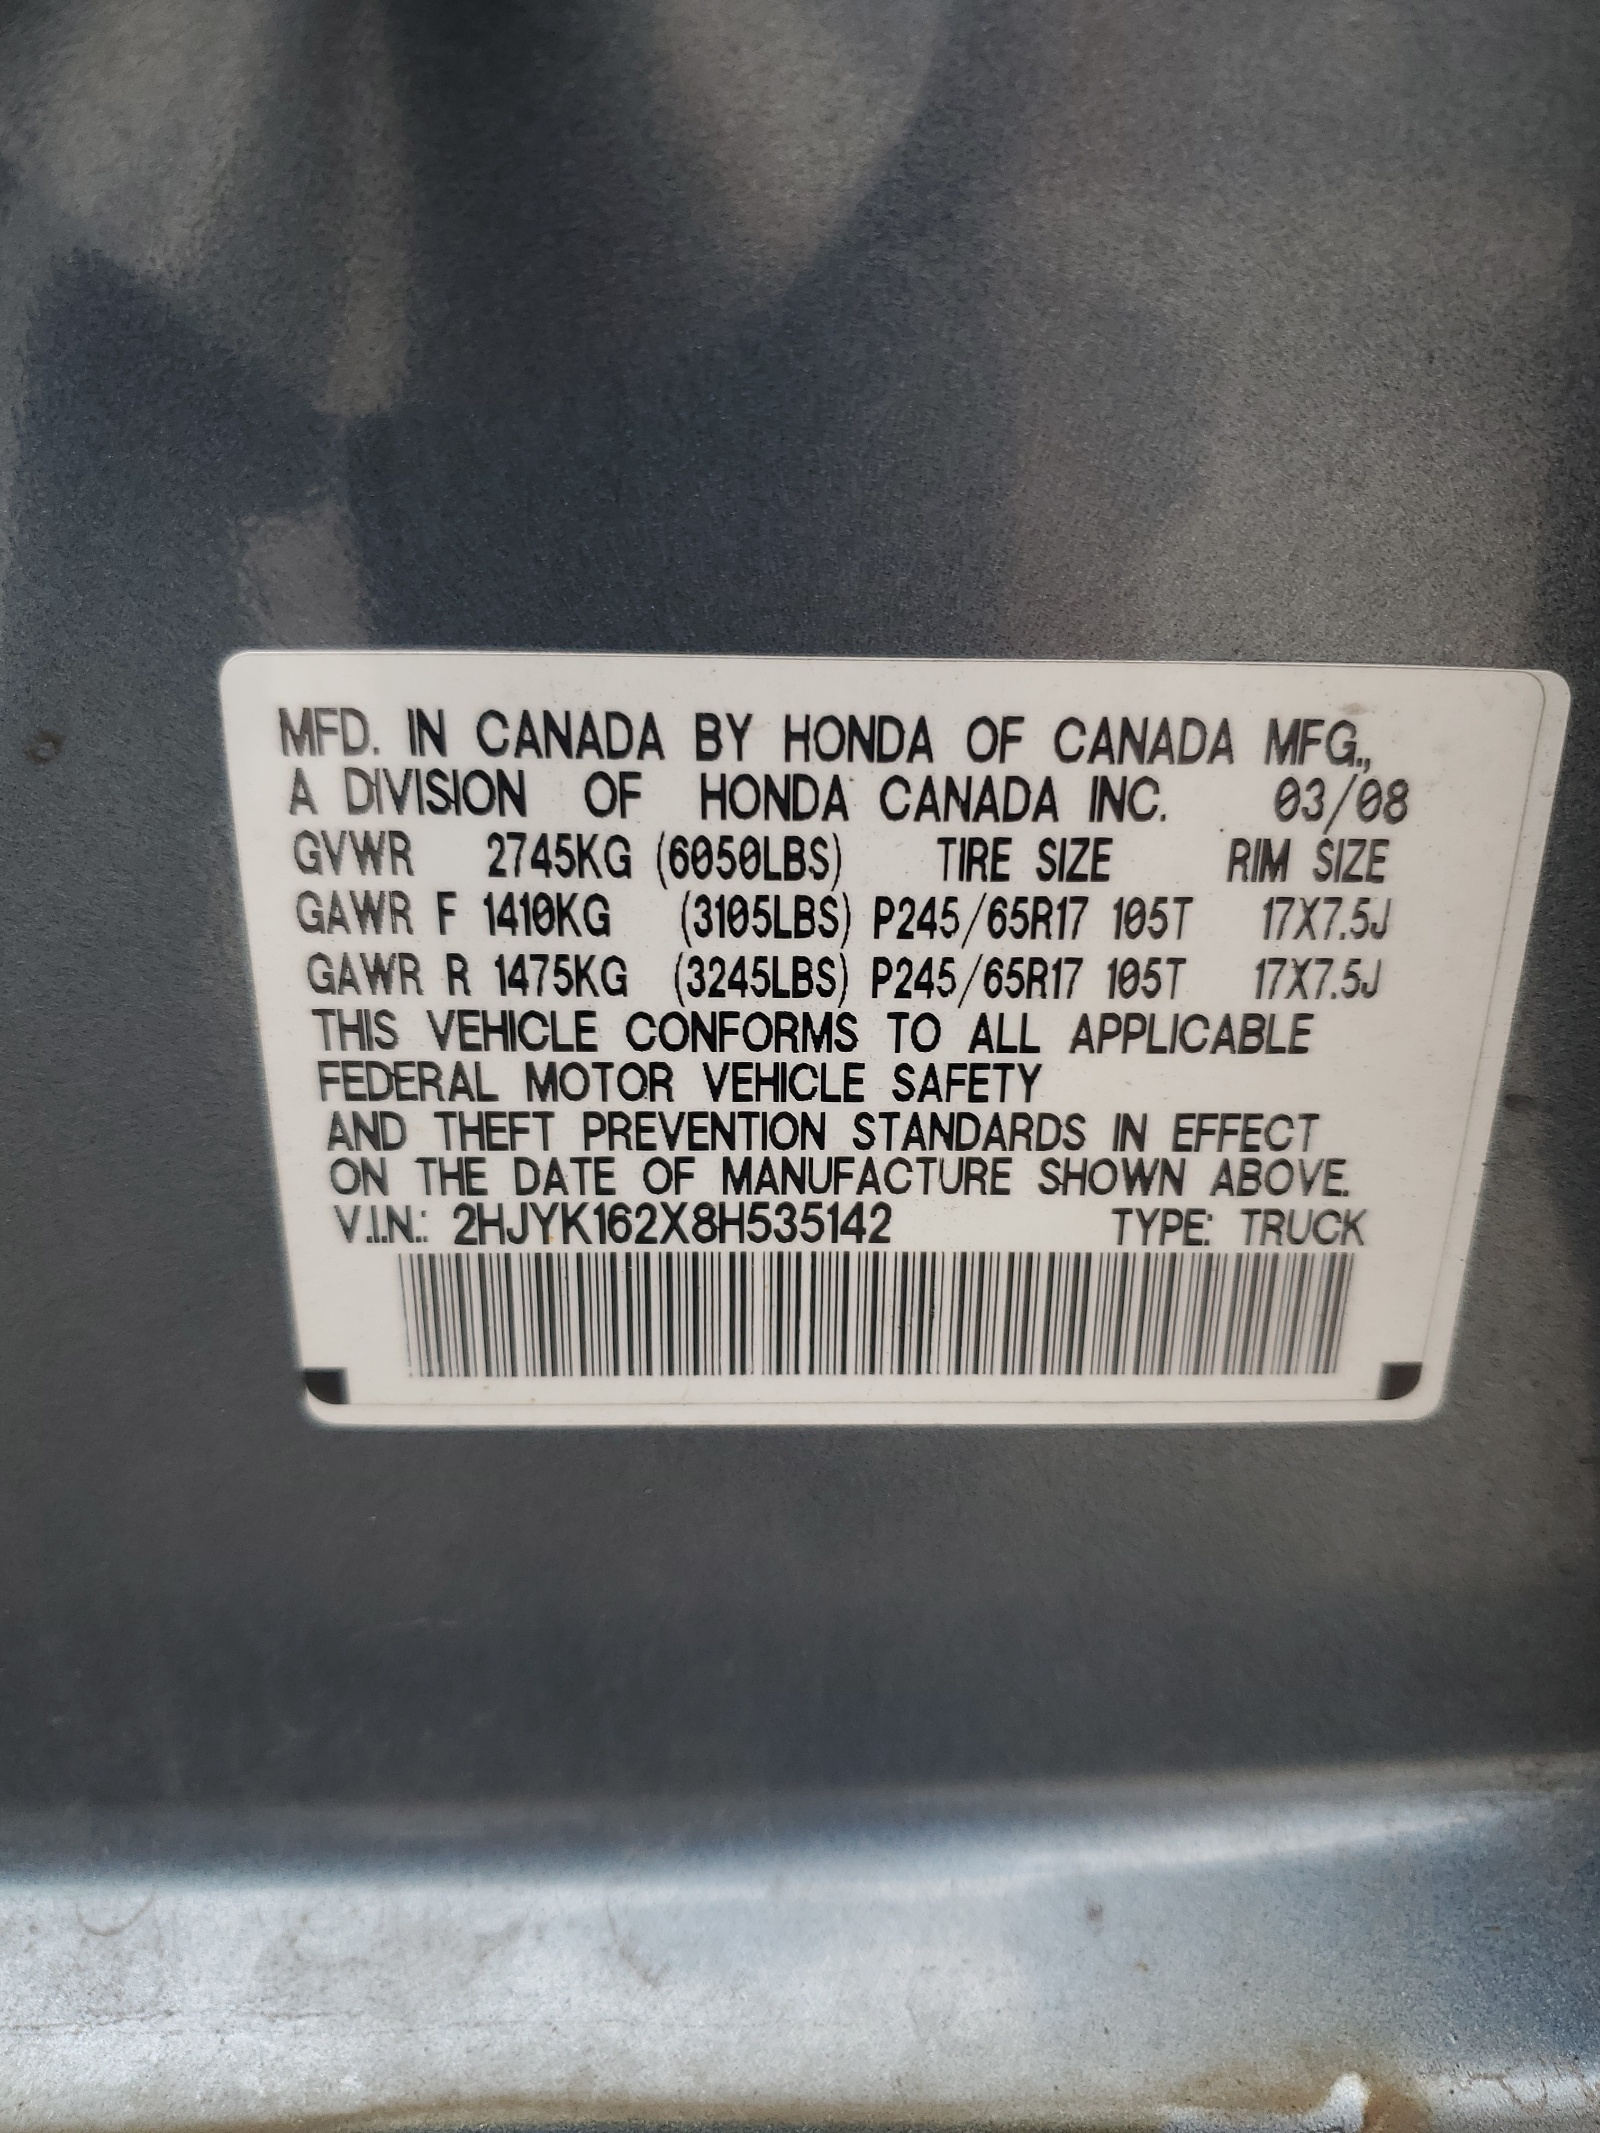 MFD. IN CANADA BY HONDA OF CANADA MFG.,
A DIVISION OF HONDA CANADA INC. 03/08
GVWR 2745KG (6050LBS) TIRE SIZE RIM SIZE
GAWR F 1410KG (3105LBS) P245/65R17 105T 17X7.5J
GAWR R 1475KG (3245LBS) P245/65R17 105T 17X7.5J
THIS VEHICLE CONFORMS TO ALL APPLICABLE
FEDERAL MOTOR VEHICLE SAFETY
AND THEFT PREVENTION STANDARDS IN EFFECT
ON THE DATE OF MANUFACTURE SHOWN ABOVE.
V.I.N.: 2HJYK162X8H535142 TYPE: TRUCK